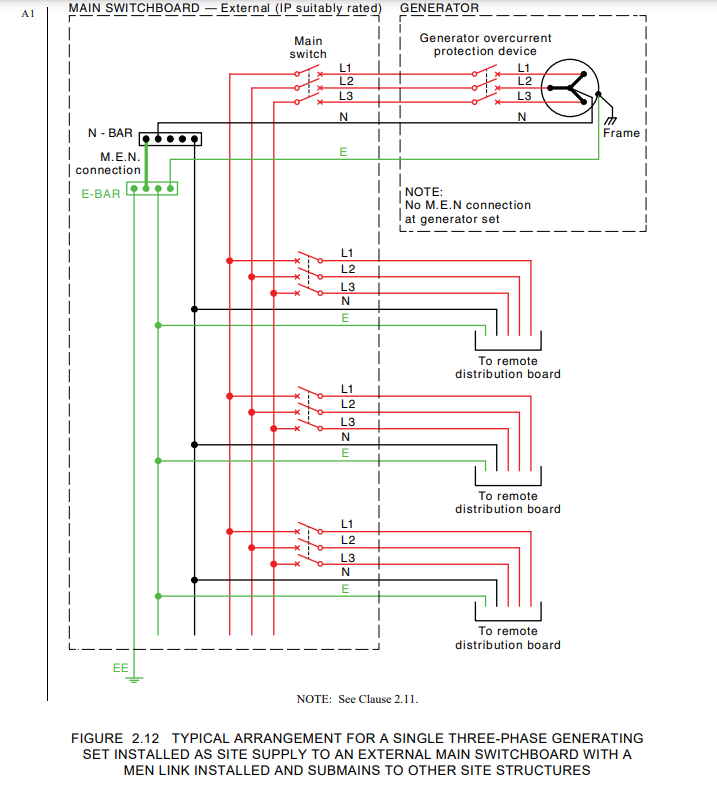 A1
MAIN SWITCHBOARD — External (IP suitably rated)
GENERATOR
Main
switch
Generator overcurrent
protection device
L1
L2
L3
N
L1
L2
L3
N
Frame
N - BAR
M.E.N.
connection
E
E-BAR
NOTE:
No M.E.N connection
at generator set
L1
L2
L3
N
E
To remote
distribution board
L1
L2
L3
N
E
To remote
distribution board
L1
L2
L3
N
E
To remote
distribution board
EE
NOTE: See Clause 2.11.
FIGURE 2.12 TYPICAL ARRANGEMENT FOR A SINGLE THREE-PHASE GENERATING
SET INSTALLED AS SITE SUPPLY TO AN EXTERNAL MAIN SWITCHBOARD WITH A
MEN LINK INSTALLED AND SUBMAINS TO OTHER SITE STRUCTURES